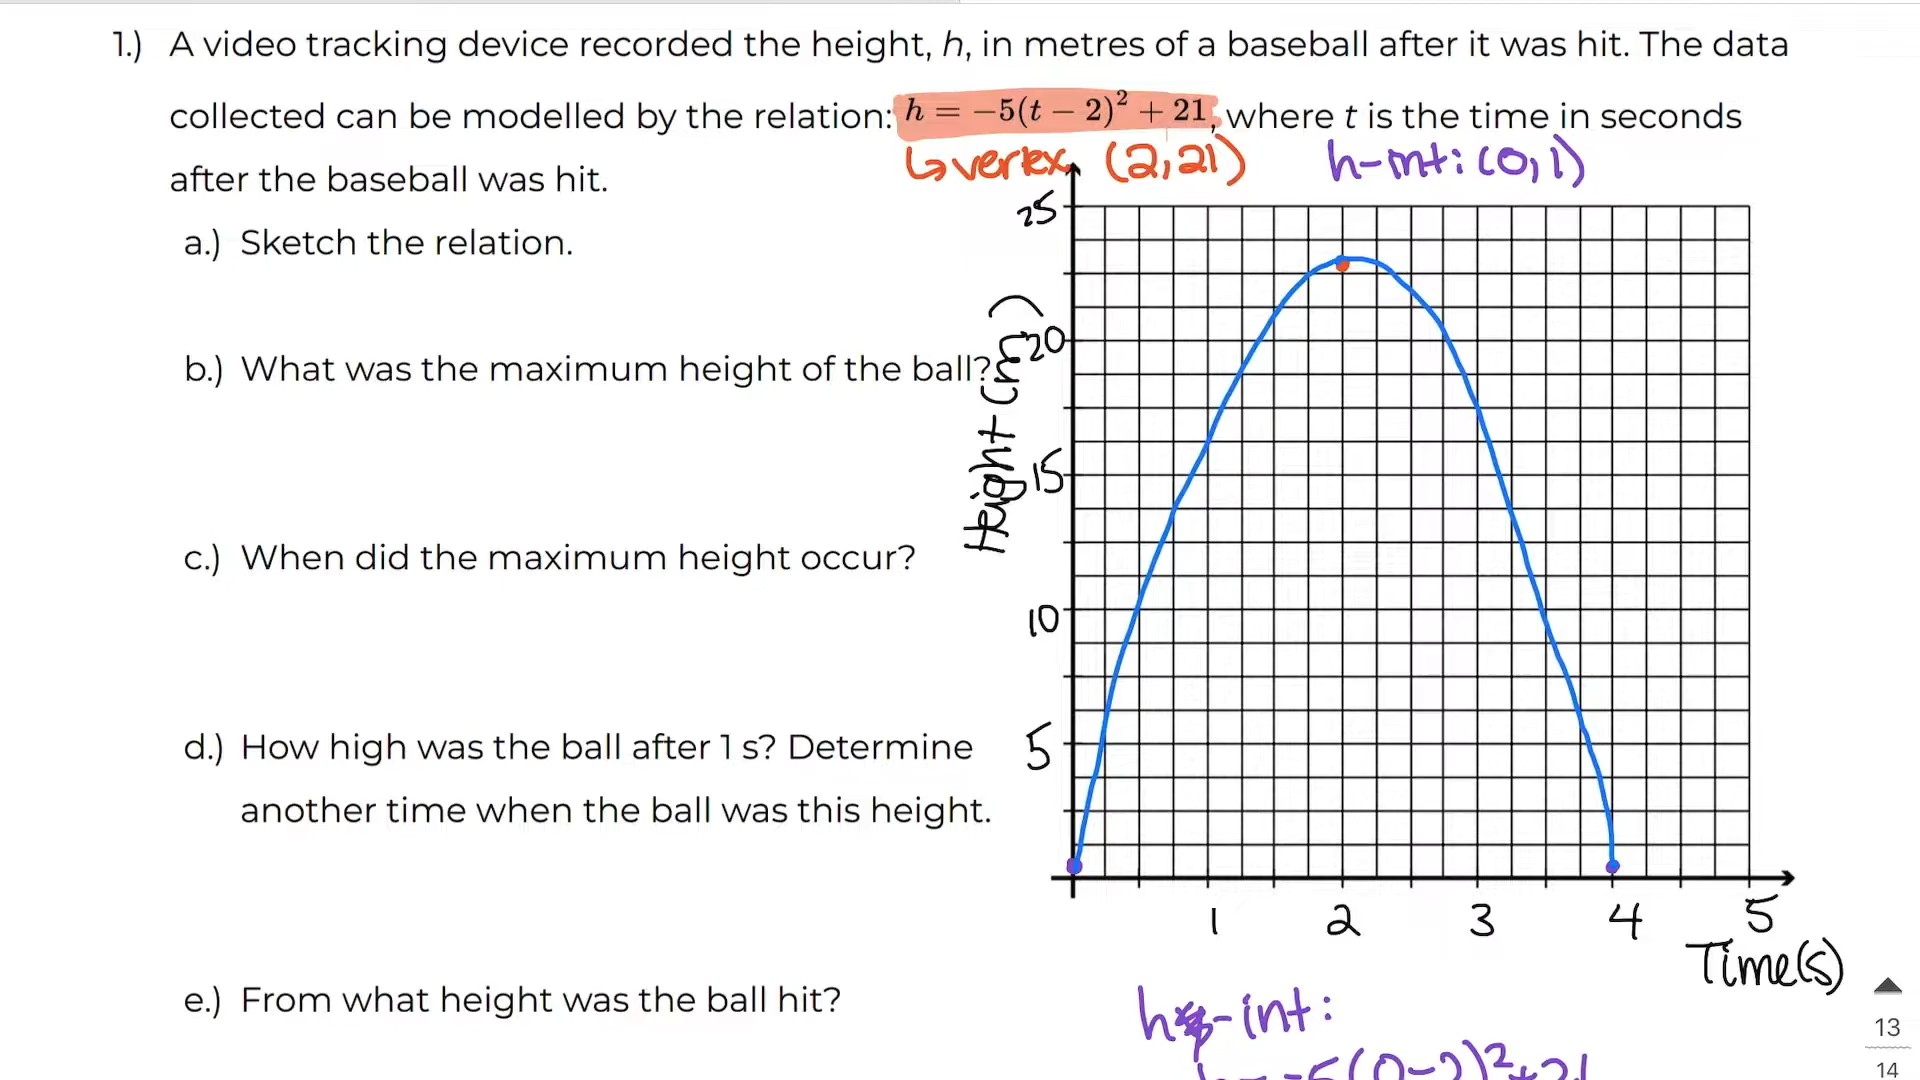 1.) A video tracking device recorded the height, h, in metres of a baseball after it was hit. The data
collected can be modelled by the relation: h = −5(t − 2)² + 21, where t is the time in seconds
↳vertex (2,21) h-int: (0,1)
after the baseball was hit.
25
a.) Sketch the relation.
b.) What was the maximum height of the ball?
20
Height (m)
15
c.) When did the maximum height occur?
10
d.) How high was the ball after 1 s? Determine
5
another time when the ball was this height.
1 2 3 4 5
Time(s)
e.) From what height was the ball hit?
h-int:
13
h = -5(0-2)²+21
14